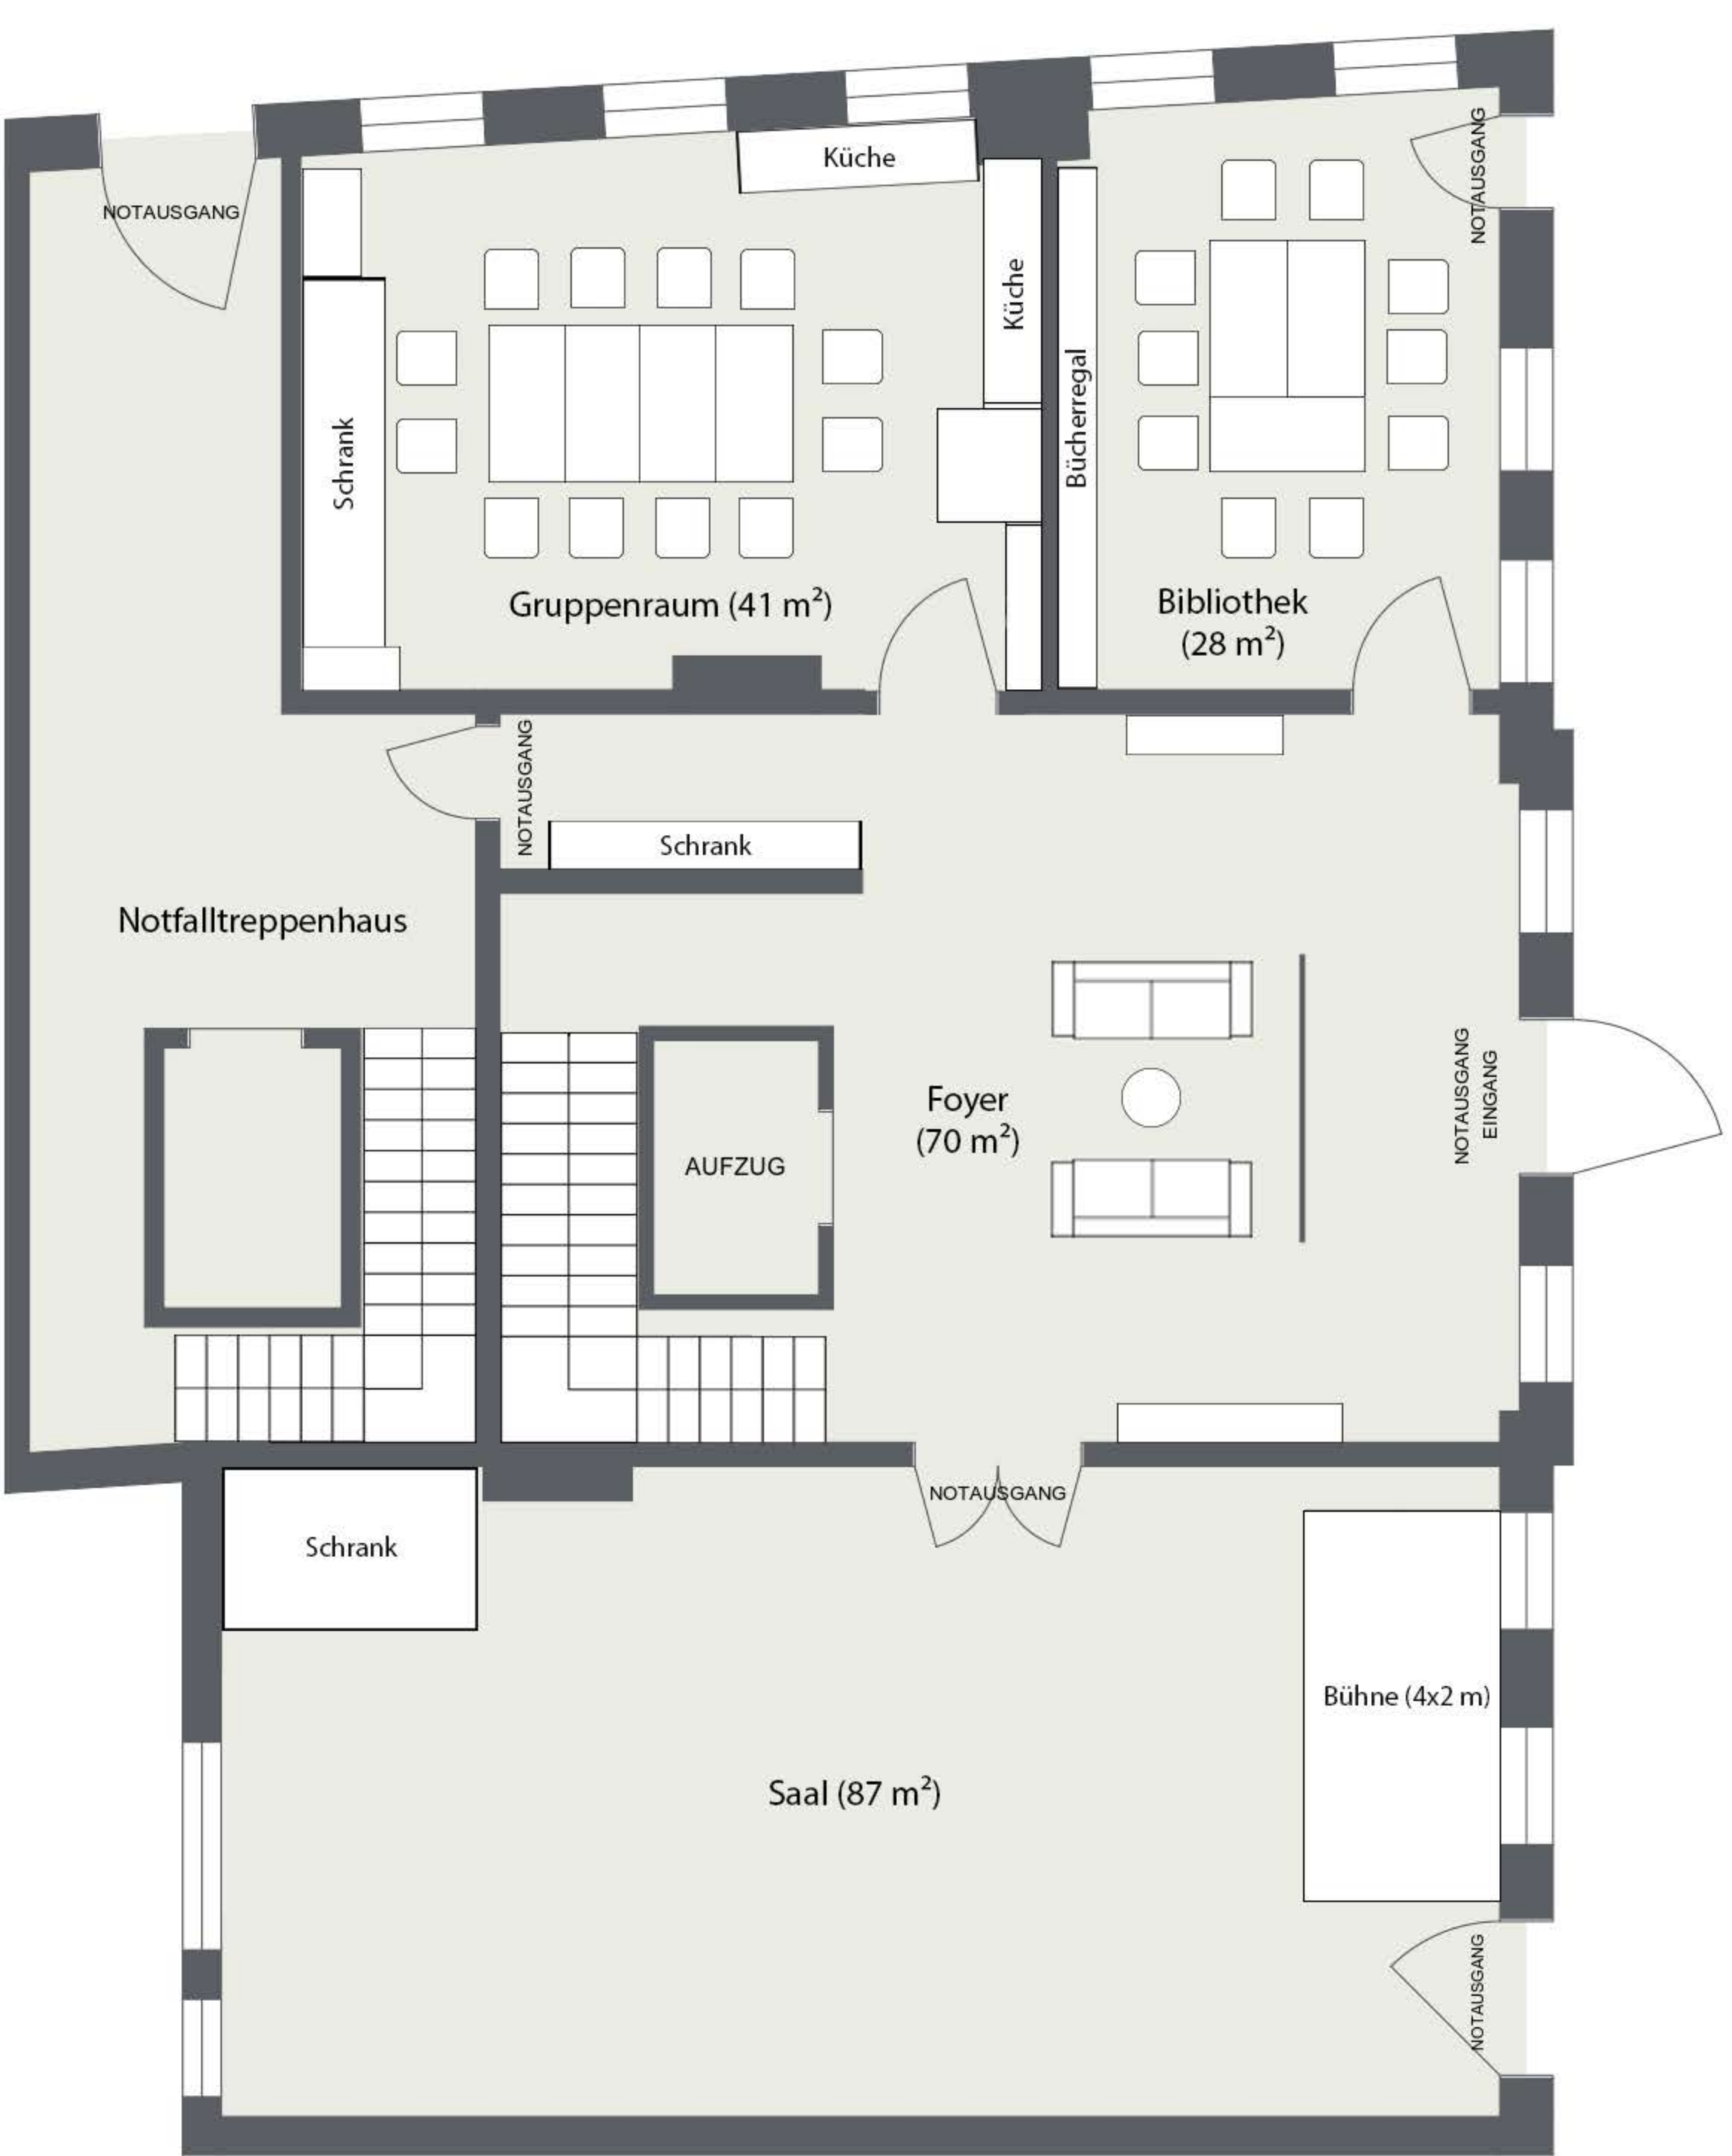 NOTAUSGANG
Küche
NOTAUSGANG
Küche
Schrank
Bücherregal
Gruppenraum (41 m²)
Bibliothek
(28 m²)
NOTAUSGANG
Schrank
Notfalltreppenhaus
Foyer
(70 m²)
AUFZUG
NOTAUSGANG
EINGANG
NOTAUSGANG
Schrank
Bühne (4x2 m)
Saal (87 m²)
NOTAUSGANG